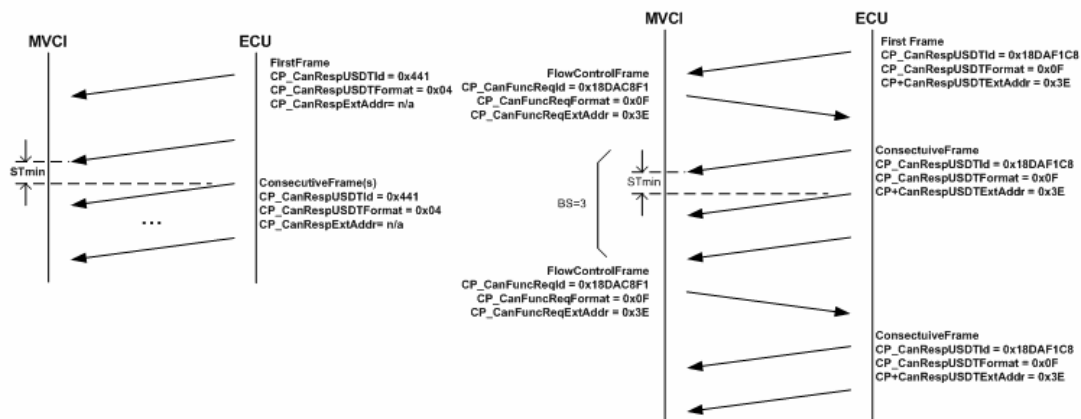 MVCI
ECU
FirstFrame
CP_CanRespUSDTId = 0x441
CP_CanRespUSDTFormat = 0x04
CP_CanRespExtAddr= n/a
STmin
ConsecutiveFrame(s)
CP_CanRespUSDTId = 0x441
CP_CanRespUSDTFormat = 0x04
CP_CanRespExtAddr= n/a
...
MVCI
ECU
First Frame
CP_CanRespUSDTId = 0x18DAF1C8
CP_CanRespUSDTFormat = 0x0F
CP+CanRespUSDTExtAddr = 0x3E
FlowControlFrame
CP_CanFuncReqId = 0x18DAC8F1
CP_CanFuncReqFormat = 0x0F
CP_CanFuncReqExtAddr = 0x3E
ConsectuiveFrame
CP_CanRespUSDTId = 0x18DAF1C8
CP_CanRespUSDTFormat = 0x0F
CP+CanRespUSDTExtAddr = 0x3E
STmin
BS=3
FlowControlFrame
CP_CanFuncReqId = 0x18DAC8F1
CP_CanFuncReqFormat = 0x0F
CP_CanFuncReqExtAddr = 0x3E
ConsectuiveFrame
CP_CanRespUSDTId = 0x18DAF1C8
CP_CanRespUSDTFormat = 0x0F
CP+CanRespUSDTExtAddr = 0x3E